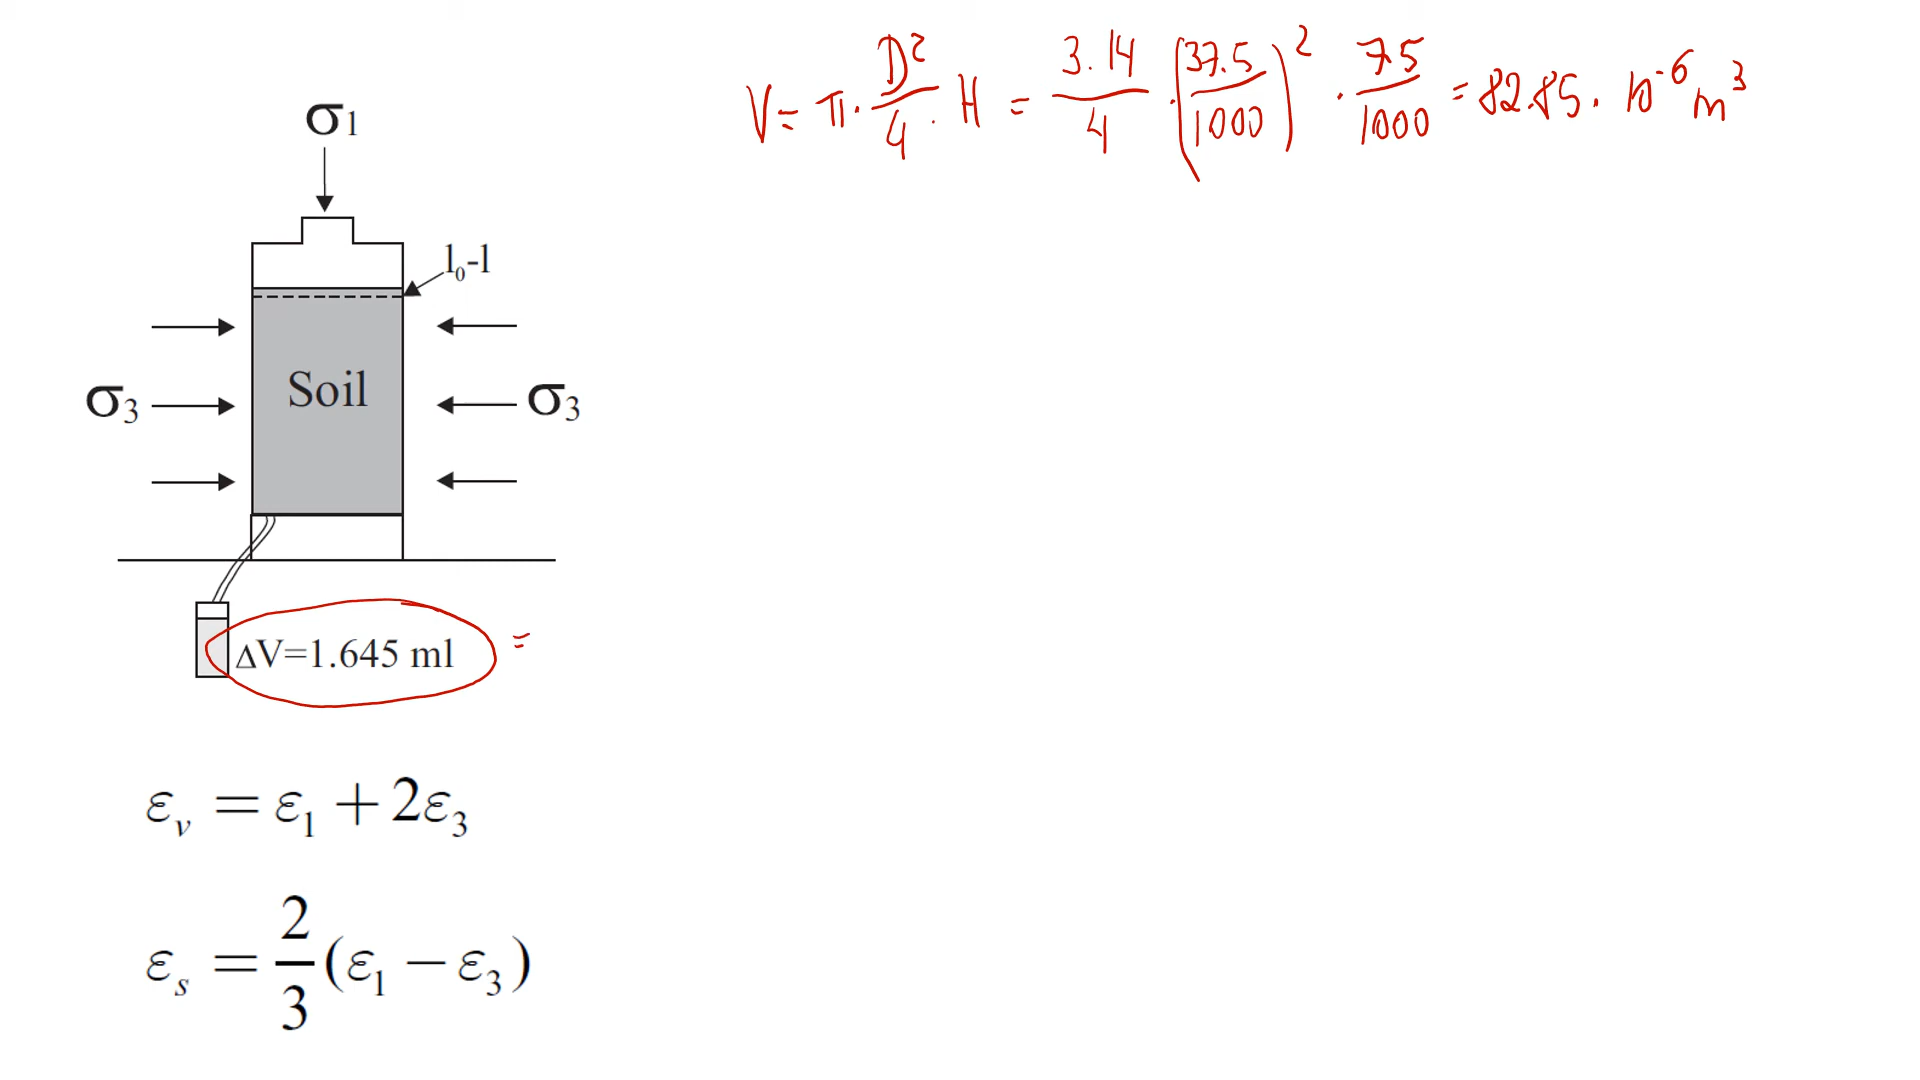 V = π · D²/4 · H = 3.14/4 · (37.5/1000)² · 75/1000 = 82.85 · 10⁻⁶ m³
σ₁
l₀-l
Soil
σ₃ σ₃
ΔV=1.645 ml =
εᵥ = ε₁ + 2ε₃
εₛ = 2/3 (ε₁ − ε₃)